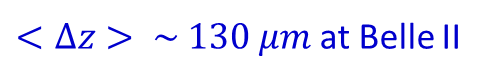 < Δz > ~ 130 μm at Belle II